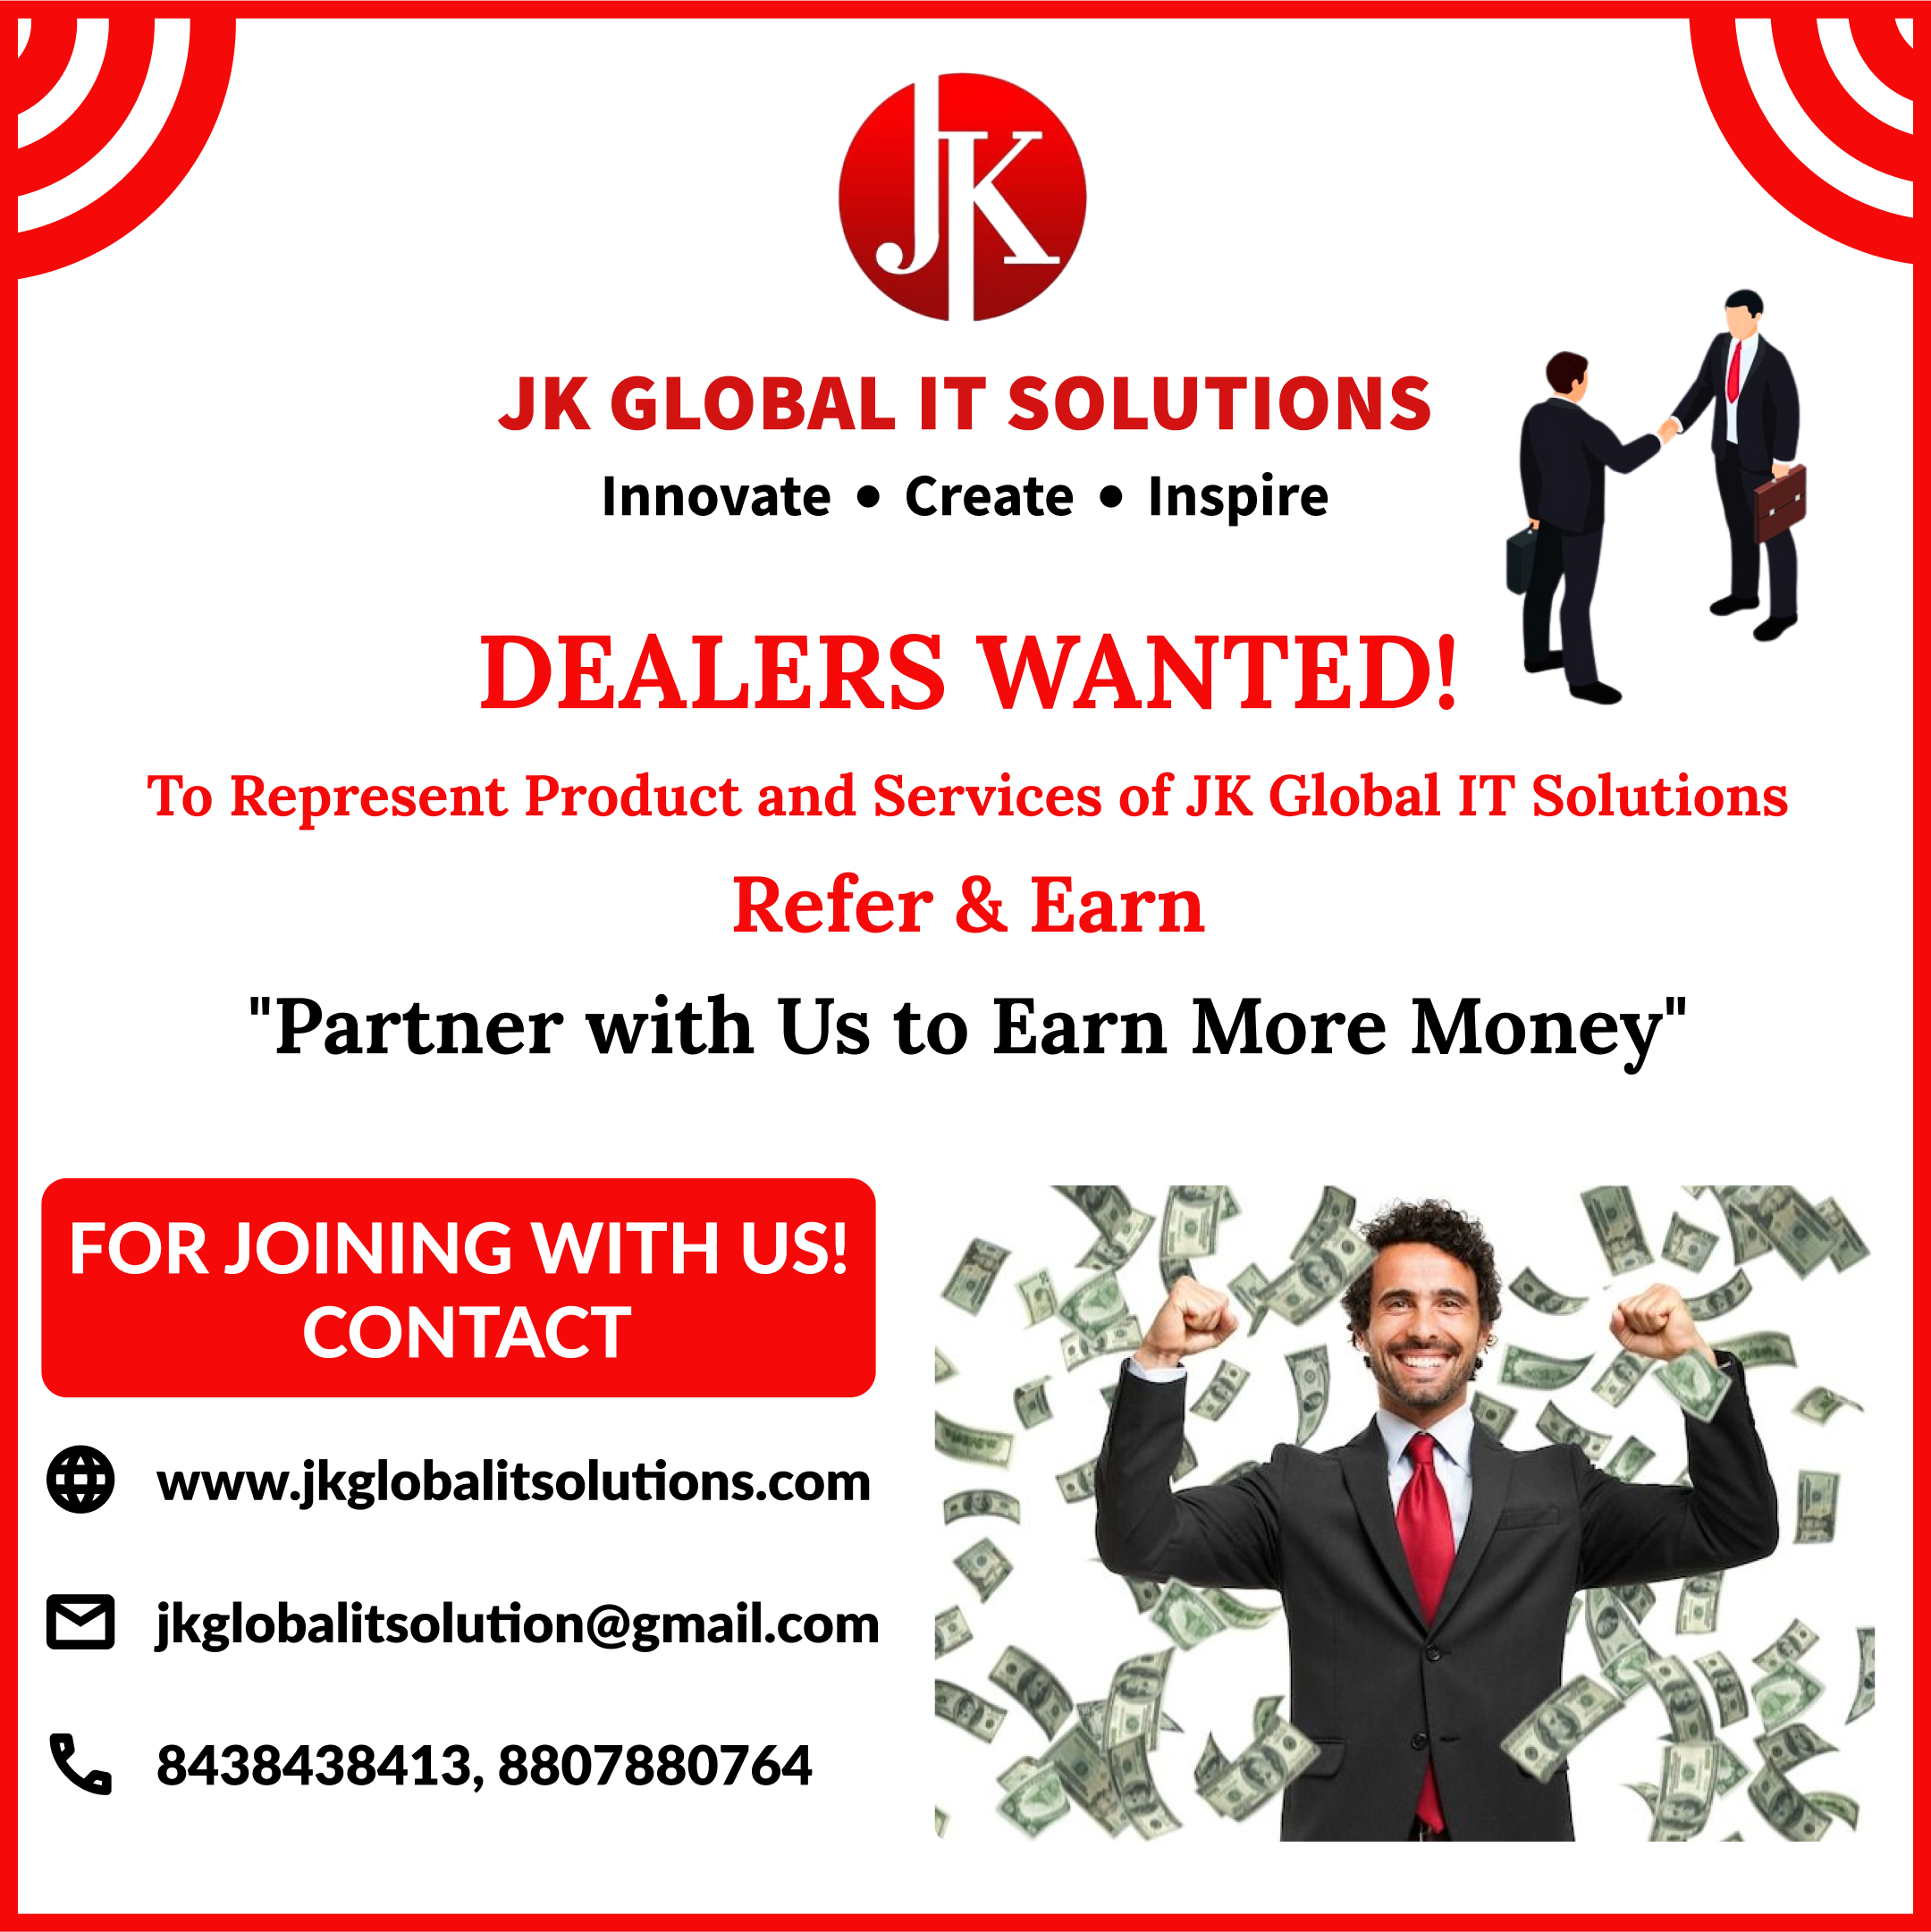 JK
JK GLOBAL IT SOLUTIONS
Innovate • Create • Inspire
DEALERS WANTED!
To Represent Product and Services of JK Global IT Solutions
Refer & Earn
"Partner with Us to Earn More Money"
FOR JOINING WITH US!
CONTACT
www.jkglobalitsolutions.com
jkglobalitsolution@gmail.com
8438438413, 8807880764